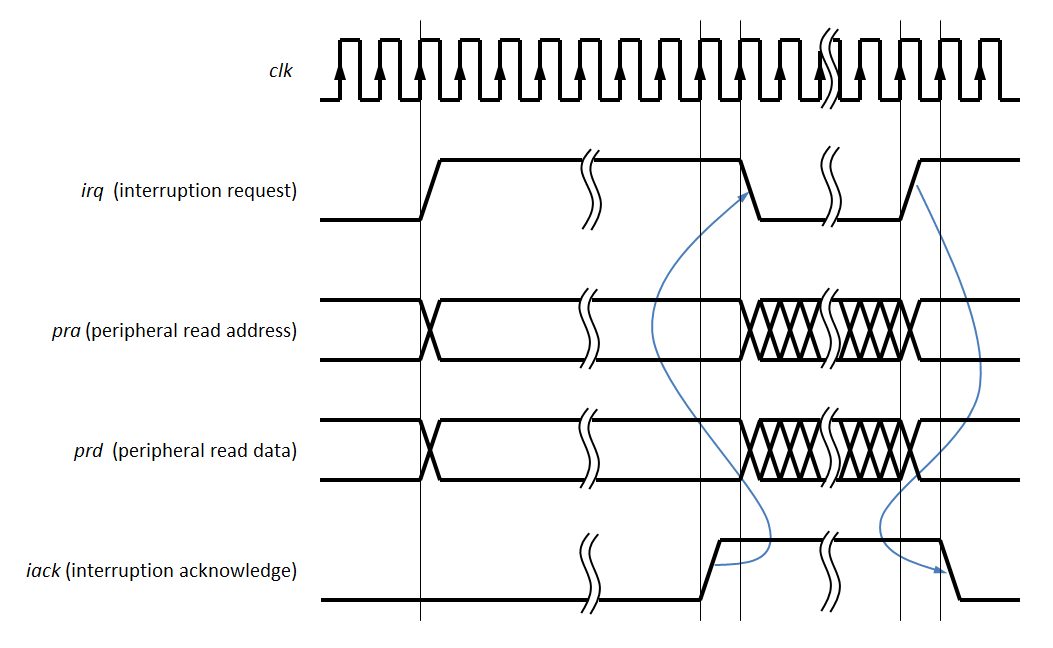 clk
irq (interruption request)
pra (peripheral read address)
prd (peripheral read data)
iack (interruption acknowledge)